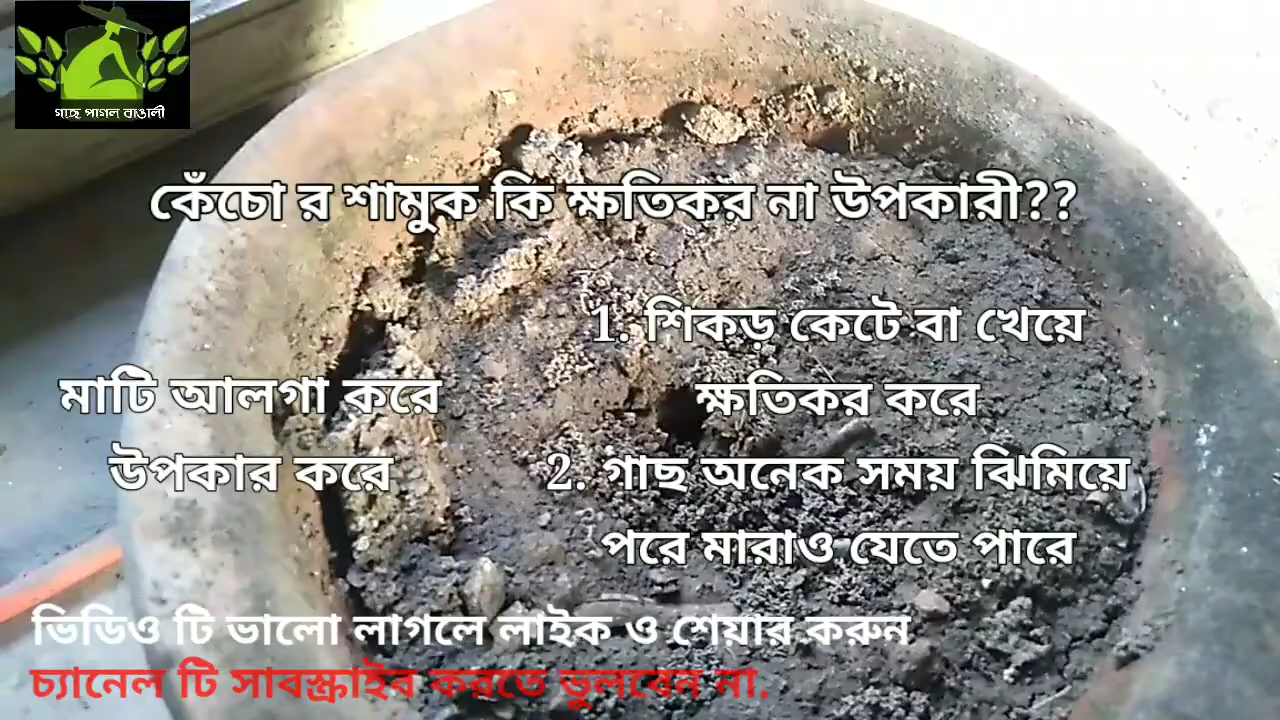 গাছ পাগল বাঙালী
কেঁচো র শামুক কি ক্ষতিকর না উপকারী??
মাটি আলগা করে
উপকার করে
1. শিকড় কেটে বা খেয়ে
ক্ষতিকর করে
2. গাছ অনেক সময় ঝিমিয়ে
পরে মারাও যেতে পারে
ভিডিও টি ভালো লাগলে লাইক ও শেয়ার করুন
চ্যানেল টি সাবস্ক্রাইব করতে ভুলবেন না.